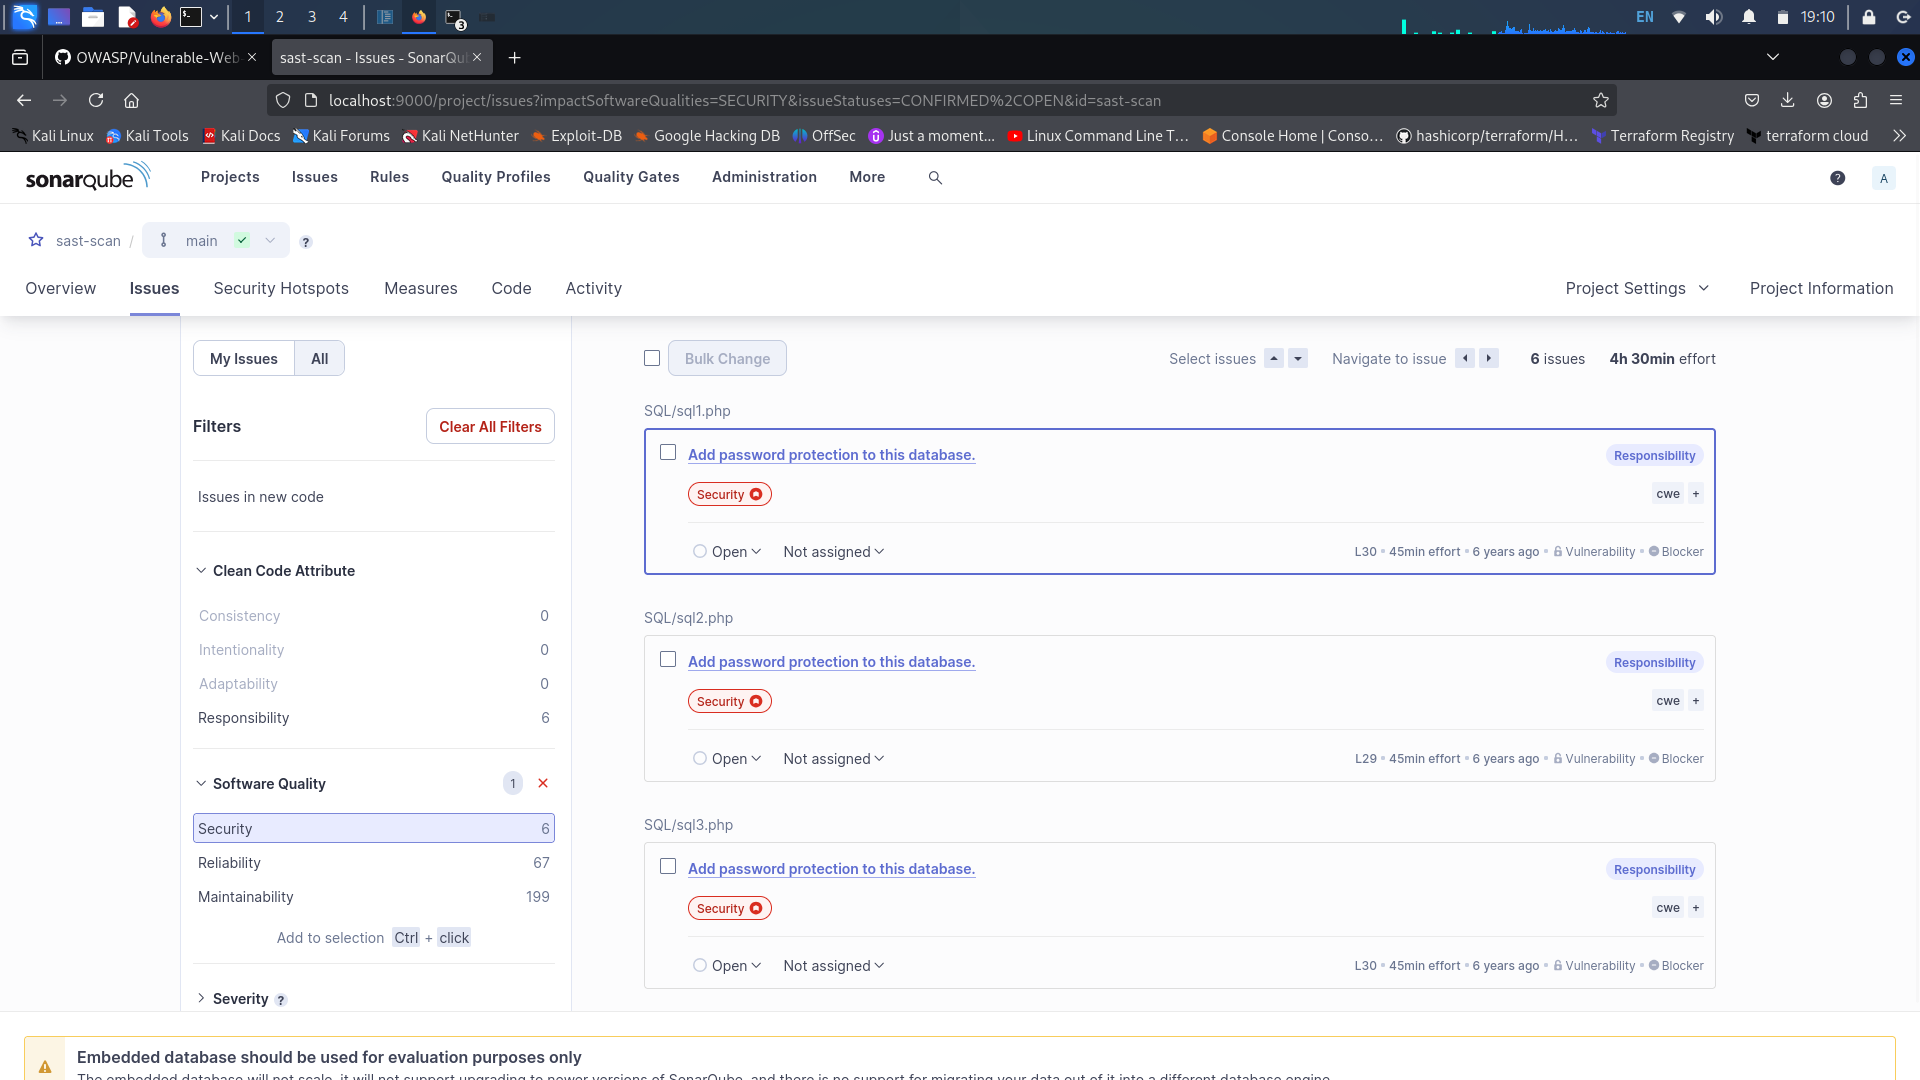 1 2 3 4 3 EN 19:10
OWASP/Vulnerable-Web- sast-scan - Issues - SonarQu
localhost:9000/project/issues?impactSoftwareQualities=SECURITY&issueStatuses=CONFIRMED%2COPEN&id=sast-scan
Kali Linux Kali Tools Kali Docs Kali Forums Kali NetHunter Exploit-DB Google Hacking DB OffSec Just a moment... Linux Command Line T... Console Home | Conso... hashicorp/terraform/H... Terraform Registry terraform cloud
sonarqube Projects Issues Rules Quality Profiles Quality Gates Administration More ? A
sast-scan / main ?
Overview Issues Security Hotspots Measures Code Activity Project Settings Project Information
My Issues All Bulk Change Select issues Navigate to issue 6 issues 4h 30min effort
Filters Clear All Filters
Issues in new code
Clean Code Attribute
Consistency 0
Intentionality 0
Adaptability 0
Responsibility 6
Software Quality 1
Security 6
Reliability 67
Maintainability 199
Add to selection Ctrl + click
Severity ?
SQL/sql1.php
Add password protection to this database. Responsibility
Security cwe +
Open Not assigned L30 • 45min effort • 6 years ago • Vulnerability • Blocker
SQL/sql2.php
Add password protection to this database. Responsibility
Security cwe +
Open Not assigned L29 • 45min effort • 6 years ago • Vulnerability • Blocker
SQL/sql3.php
Add password protection to this database. Responsibility
Security cwe +
Open Not assigned L30 • 45min effort • 6 years ago • Vulnerability • Blocker
Embedded database should be used for evaluation purposes only
The embedded database will not scale, it will not support upgrading to newer versions of SonarQube, and there is no support for migrating your data out of it into a different database engine.